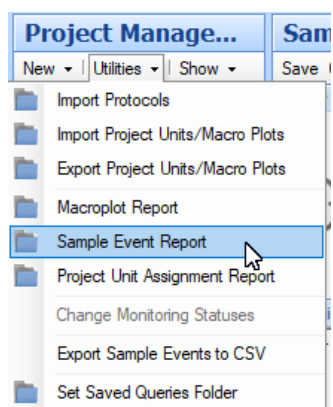 Project Manage...
Sam
New Utilities Show
Save
Import Protocols
Import Project Units/Macro Plots
Export Project Units/Macro Plots
Macroplot Report
Sample Event Report
Project Unit Assignment Report
Change Monitoring Statuses
Export Sample Events to CSV
Set Saved Queries Folder